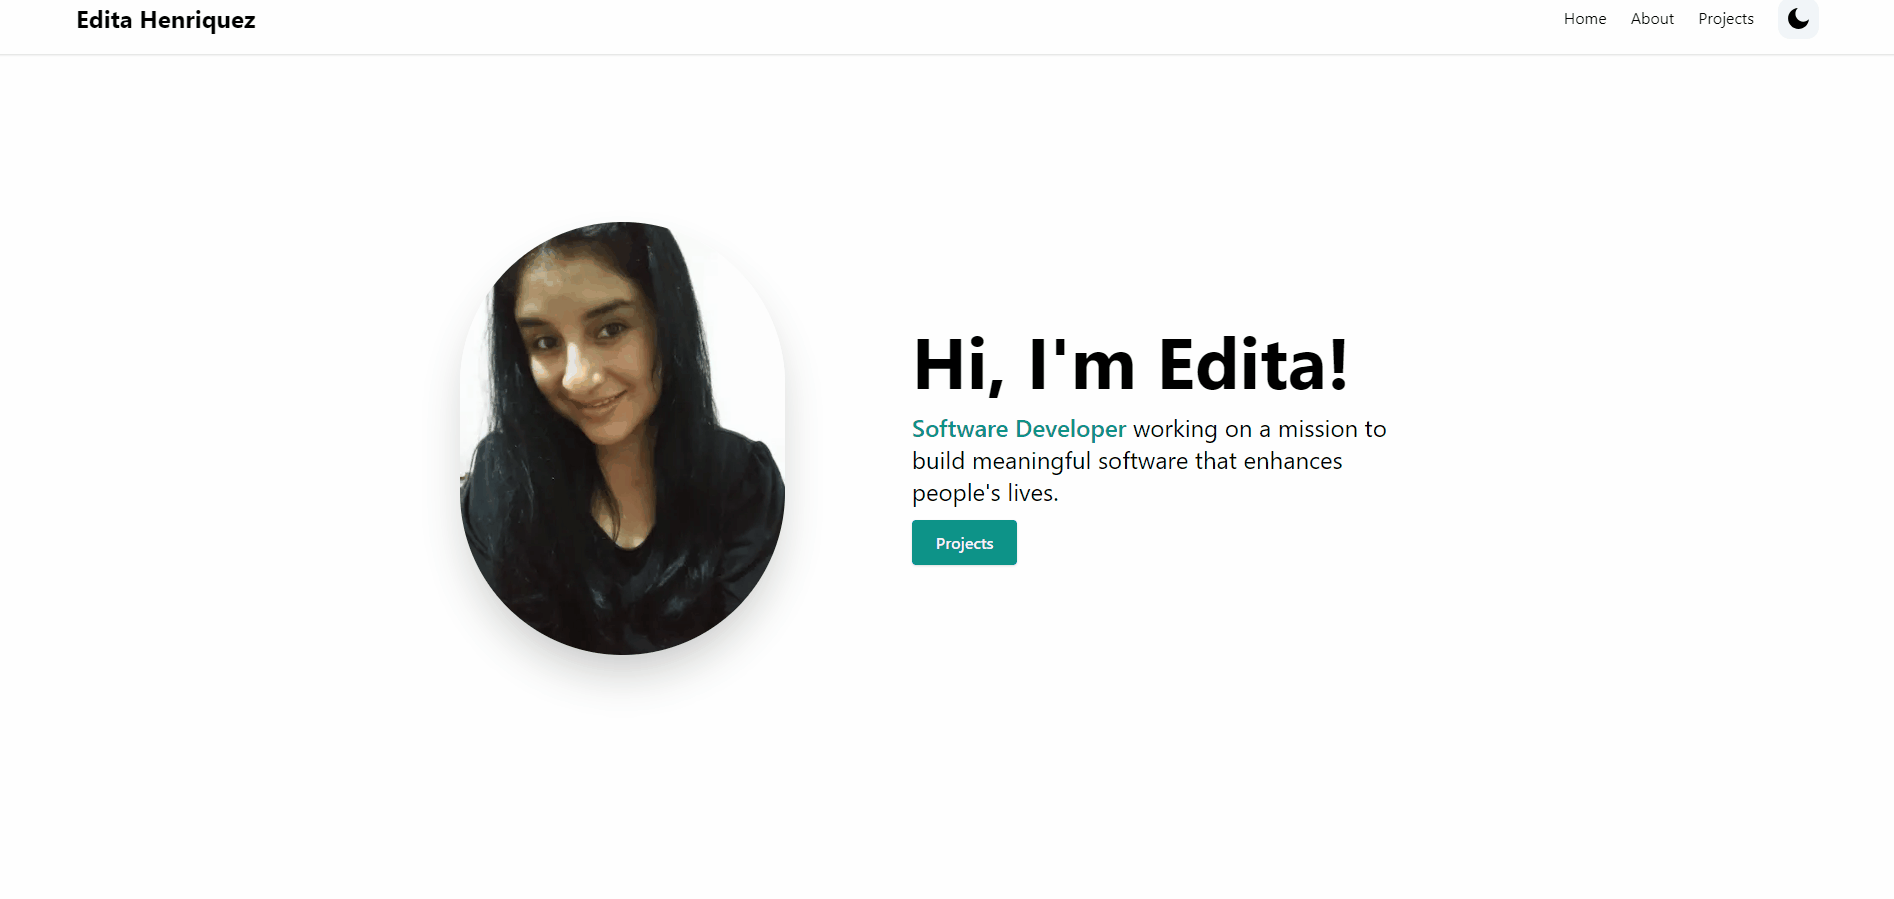 Edita Henriquez
Home About Projects
Hi, I'm Edita!
Software Developer working on a mission to
build meaningful software that enhances
people's lives.
Projects